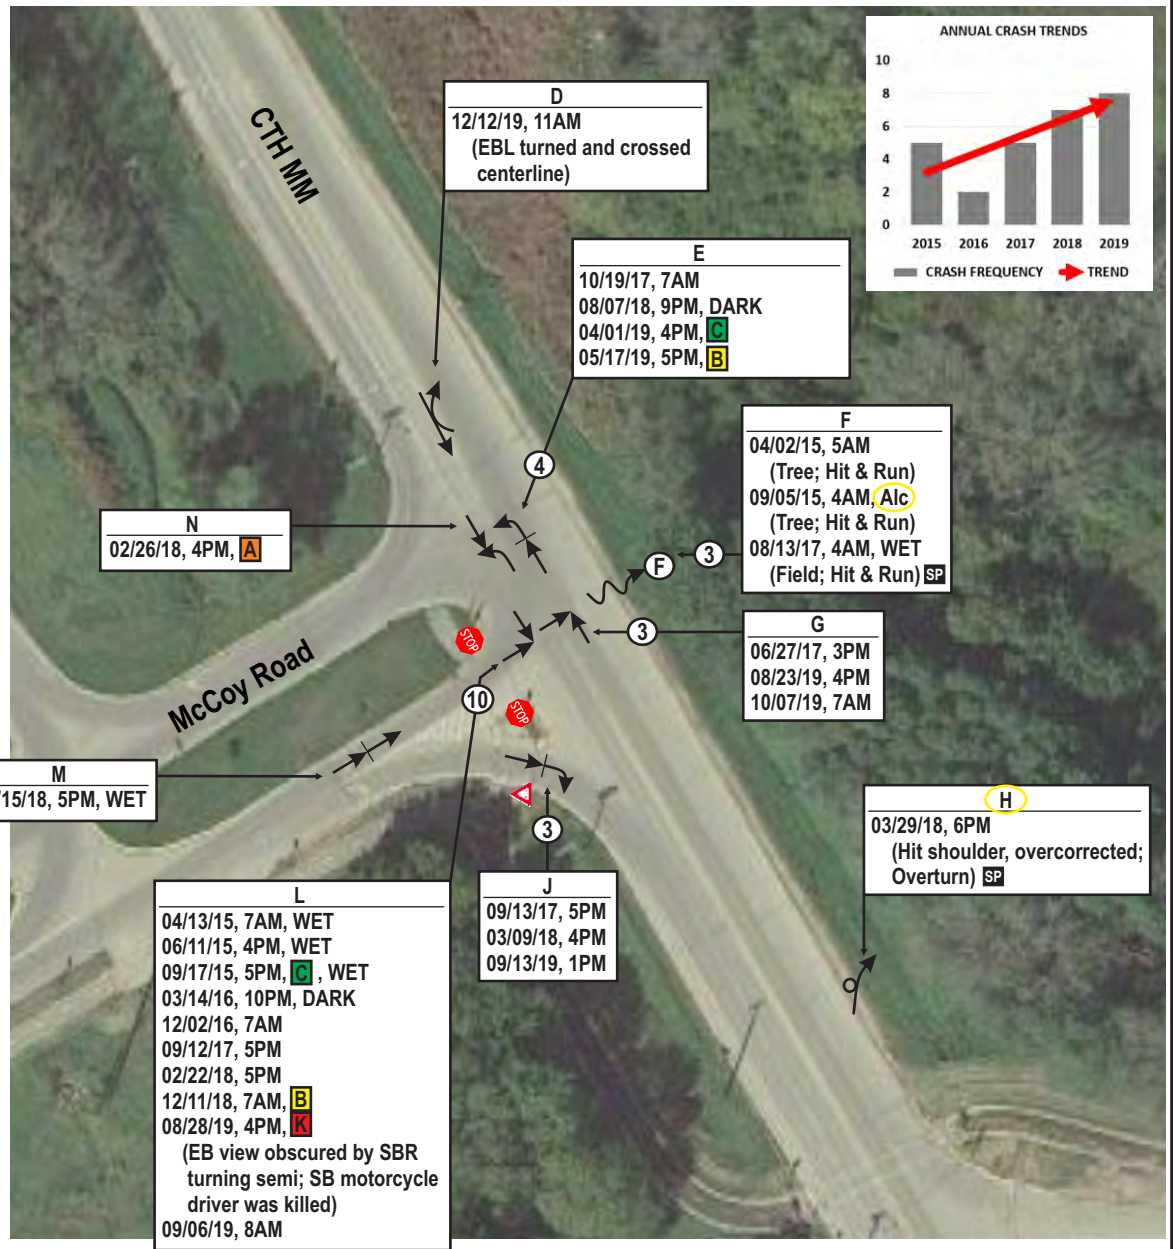 ANNUAL CRASH TRENDS
10
8
6
4
2
0
2015 2016 2017 2018 2019
CRASH FREQUENCY TREND
CTH MM
D
12/12/19, 11AM
(EBL turned and crossed
centerline)
E
10/19/17, 7AM
08/07/18, 9PM, DARK
04/01/19, 4PM, C
05/17/19, 5PM, B
4
F
04/02/15, 5AM
(Tree; Hit & Run)
09/05/15, 4AM, Alc
(Tree; Hit & Run)
08/13/17, 4AM, WET
(Field; Hit & Run) SP
3
F
N
02/26/18, 4PM, A
G
06/27/17, 3PM
08/23/19, 4PM
10/07/19, 7AM
3
STOP
McCoy Road
10
STOP
M
/15/18, 5PM, WET
H
03/29/18, 6PM
(Hit shoulder, overcorrected;
Overturn) SP
3
J
09/13/17, 5PM
03/09/18, 4PM
09/13/19, 1PM
L
04/13/15, 7AM, WET
06/11/15, 4PM, WET
09/17/15, 5PM, C , WET
03/14/16, 10PM, DARK
12/02/16, 7AM
09/12/17, 5PM
02/22/18, 5PM
12/11/18, 7AM, B
08/28/19, 4PM, K
(EB view obscured by SBR
turning semi; SB motorcycle
driver was killed)
09/06/19, 8AM